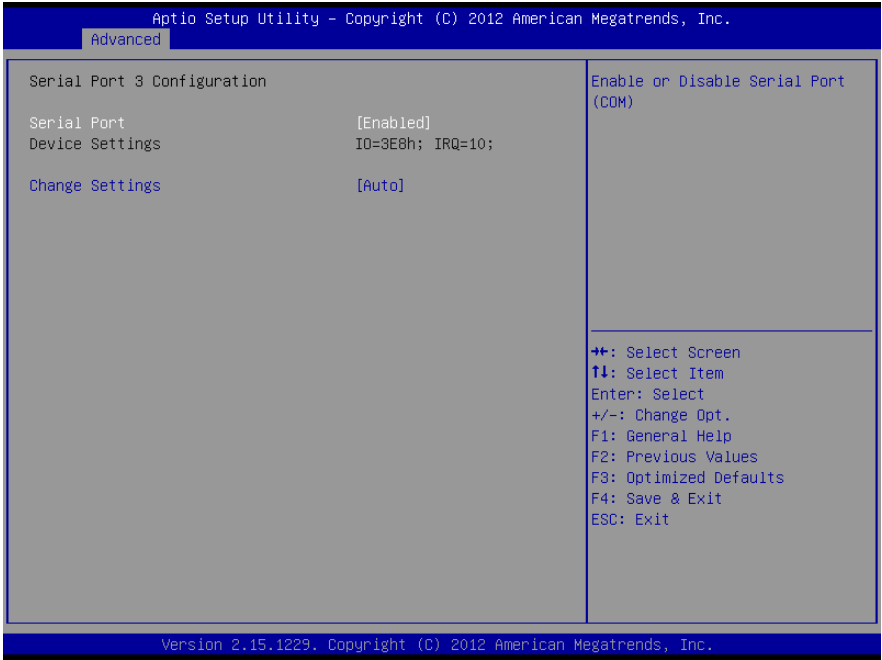 Aptio Setup Utility – Copyright (C) 2012 American Megatrends, Inc.
Advanced
Serial Port 3 Configuration
Serial Port [Enabled]
Device Settings IO=3E8h; IRQ=10;
Change Settings [Auto]
Enable or Disable Serial Port
(COM)
→←: Select Screen
↑↓: Select Item
Enter: Select
+/-: Change Opt.
F1: General Help
F2: Previous Values
F3: Optimized Defaults
F4: Save & Exit
ESC: Exit
Version 2.15.1229. Copyright (C) 2012 American Megatrends, Inc.